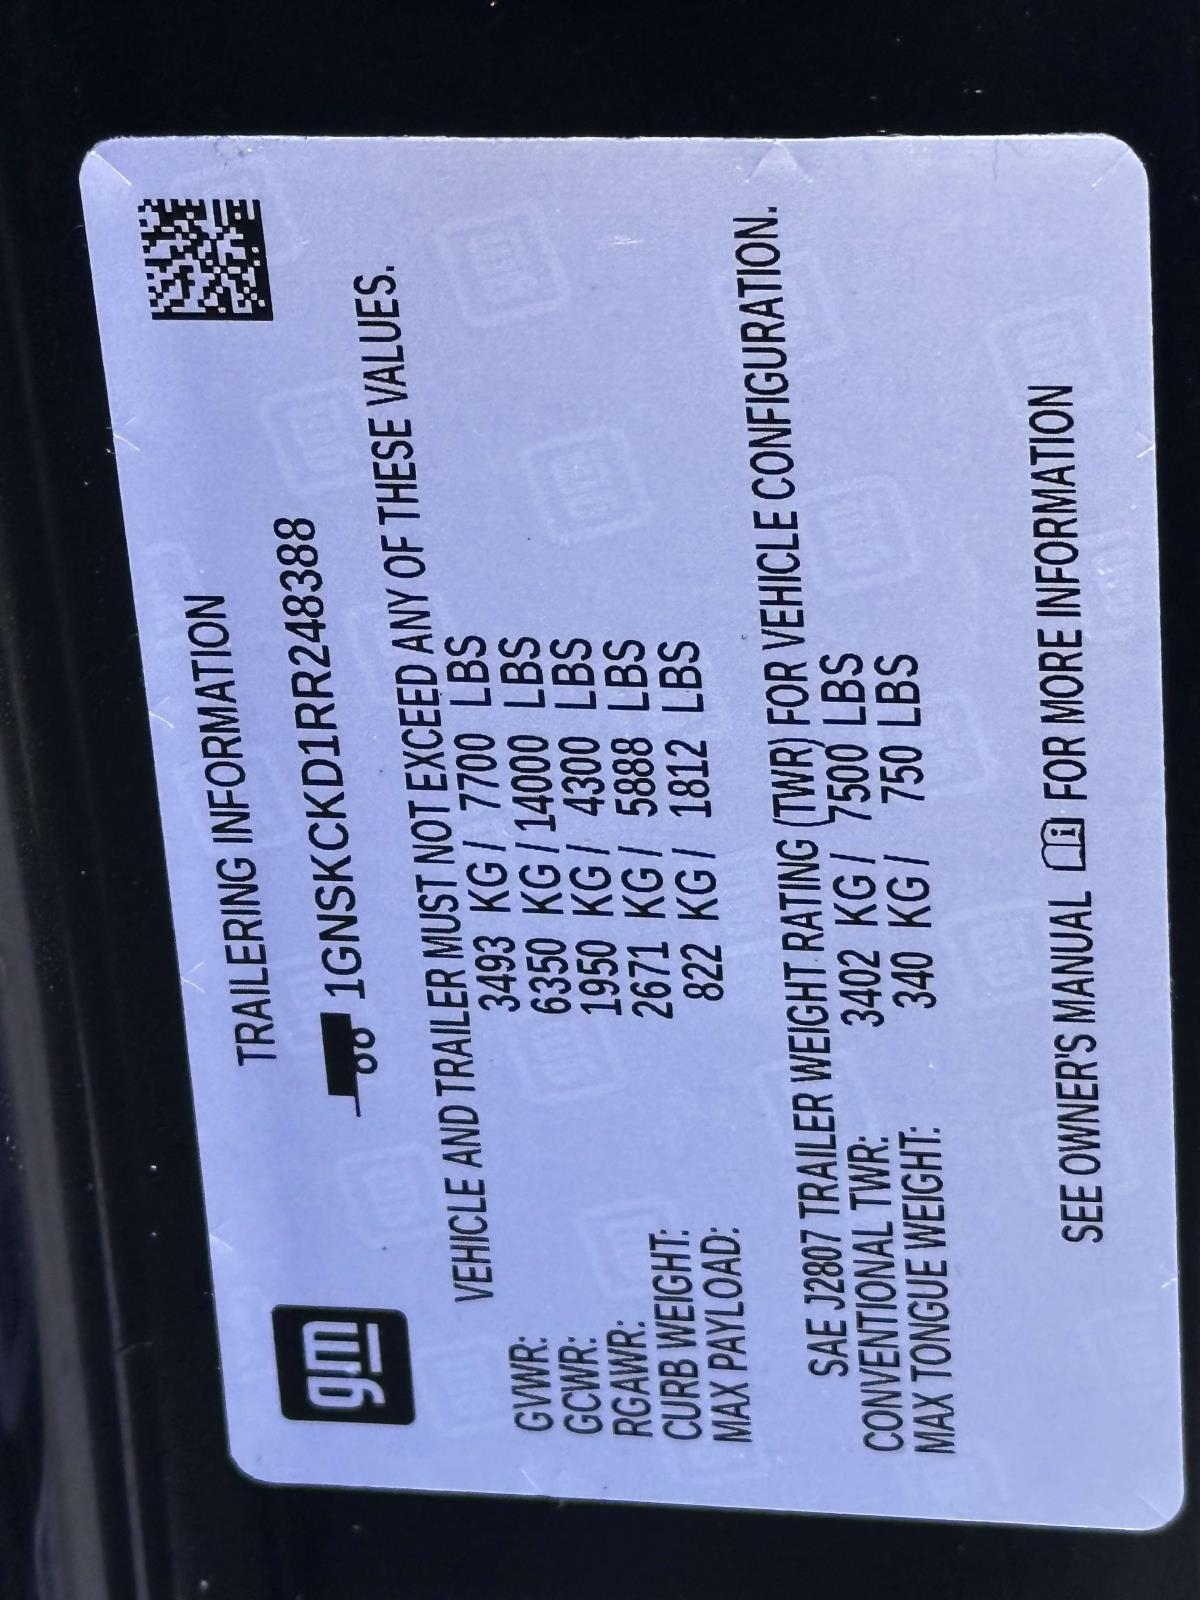 gm
TRAILERING INFORMATION
1GNSKCKD1RR248388
VEHICLE AND TRAILER MUST NOT EXCEED ANY OF THESE VALUES.
GVWR: 3493 KG / 7700 LBS
GCWR: 6350 KG / 14000 LBS
RGAWR: 1950 KG / 4300 LBS
CURB WEIGHT: 2671 KG / 5888 LBS
MAX PAYLOAD: 822 KG / 1812 LBS
SAE J2807 TRAILER WEIGHT RATING (TWR) FOR VEHICLE CONFIGURATION.
CONVENTIONAL TWR: 3402 KG / 7500 LBS
MAX TONGUE WEIGHT: 340 KG / 750 LBS
SEE OWNER'S MANUAL FOR MORE INFORMATION